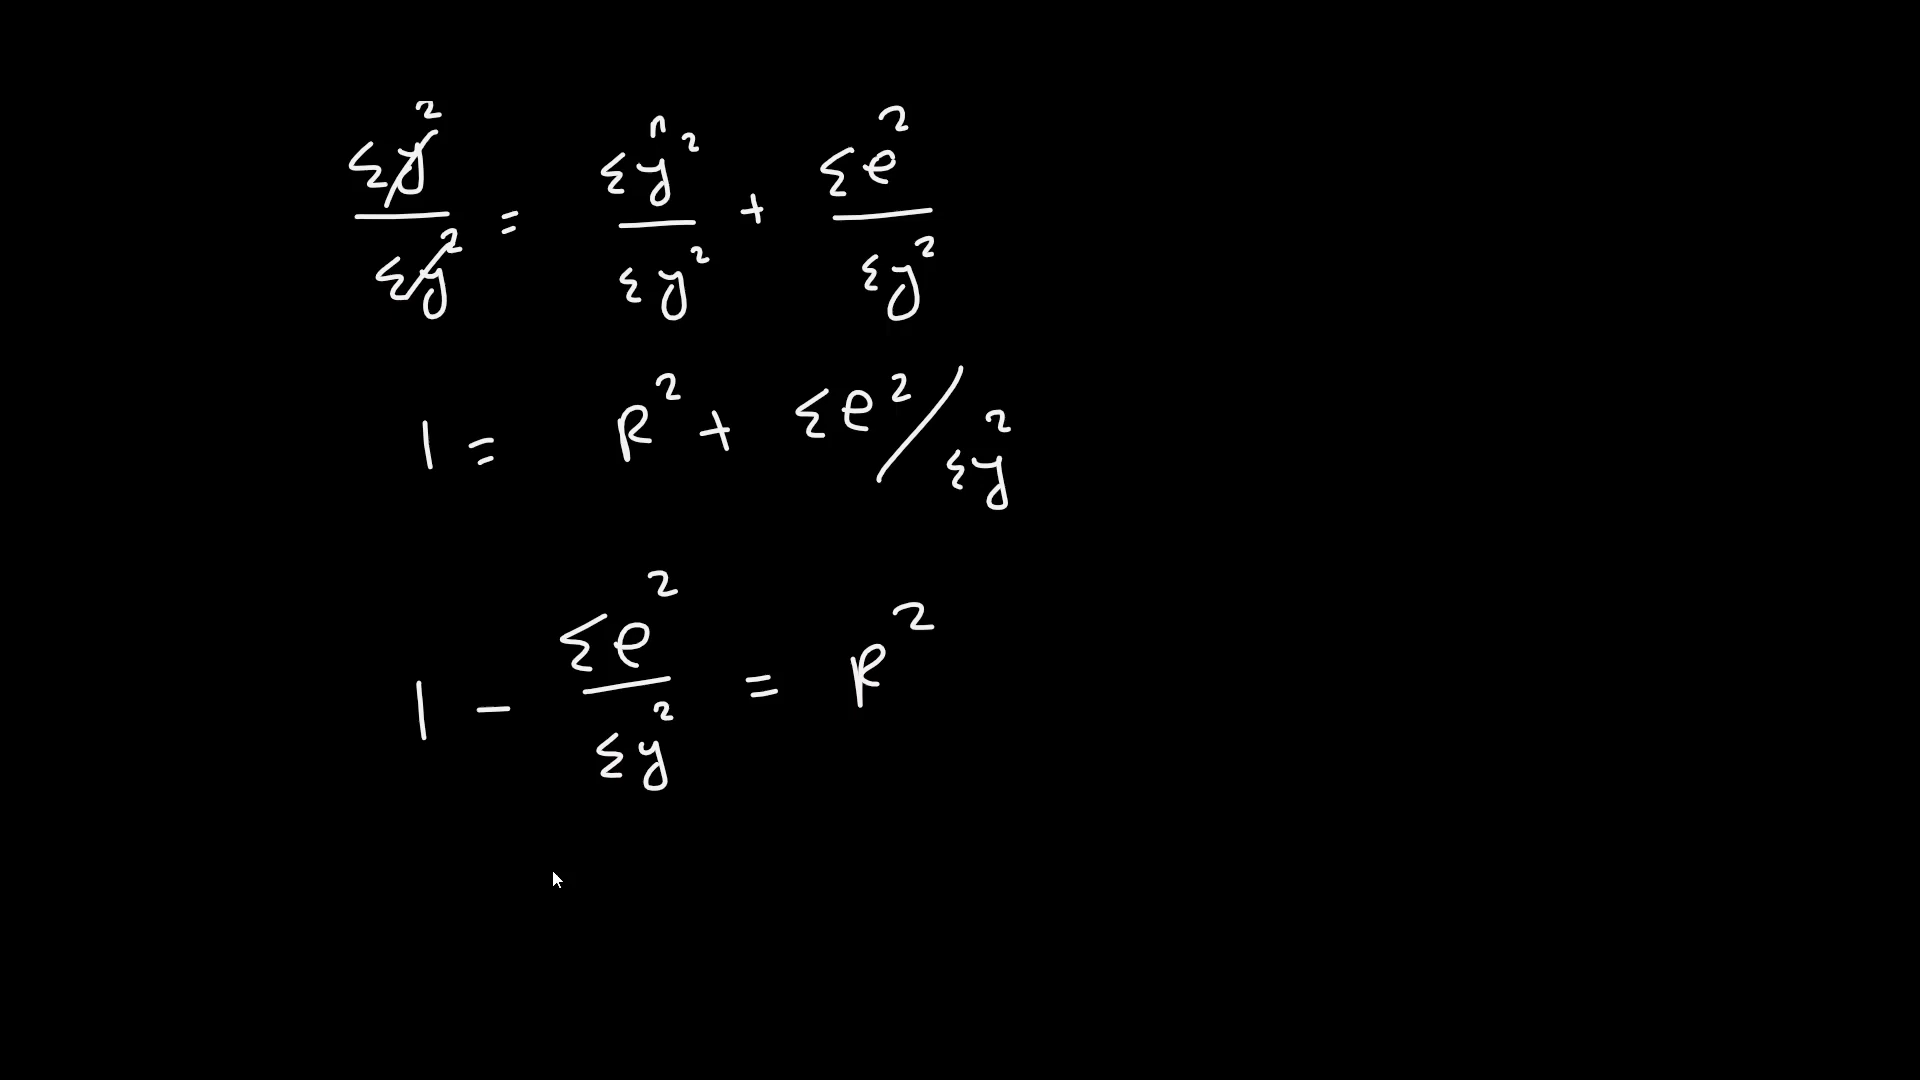 Σy²/Σy² = Σŷ²/Σy² + Σe²/Σy²
1 = R² + Σe²/Σy²
1 - Σe²/Σy² = R²